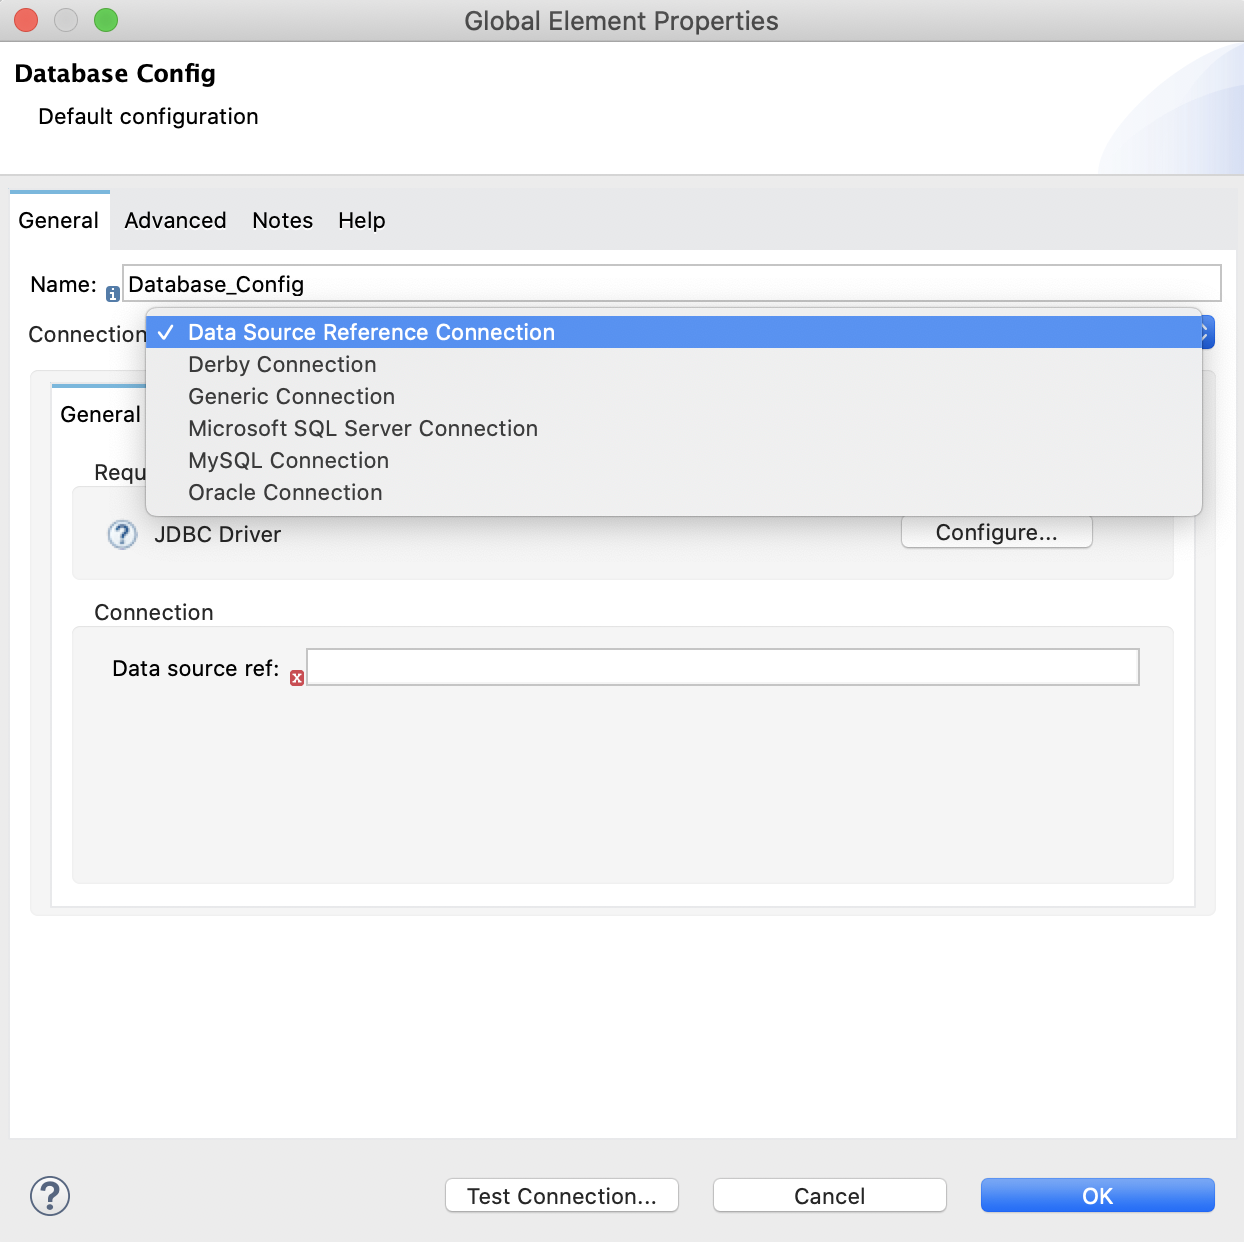 Global Element Properties
Database Config
Default configuration
General Advanced Notes Help
Name: Database_Config
Connection
✓ Data Source Reference Connection
Derby Connection
Generic Connection
Microsoft SQL Server Connection
MySQL Connection
Oracle Connection
General
Requ
? JDBC Driver Configure...
Connection
Data source ref:
? Test Connection... Cancel OK